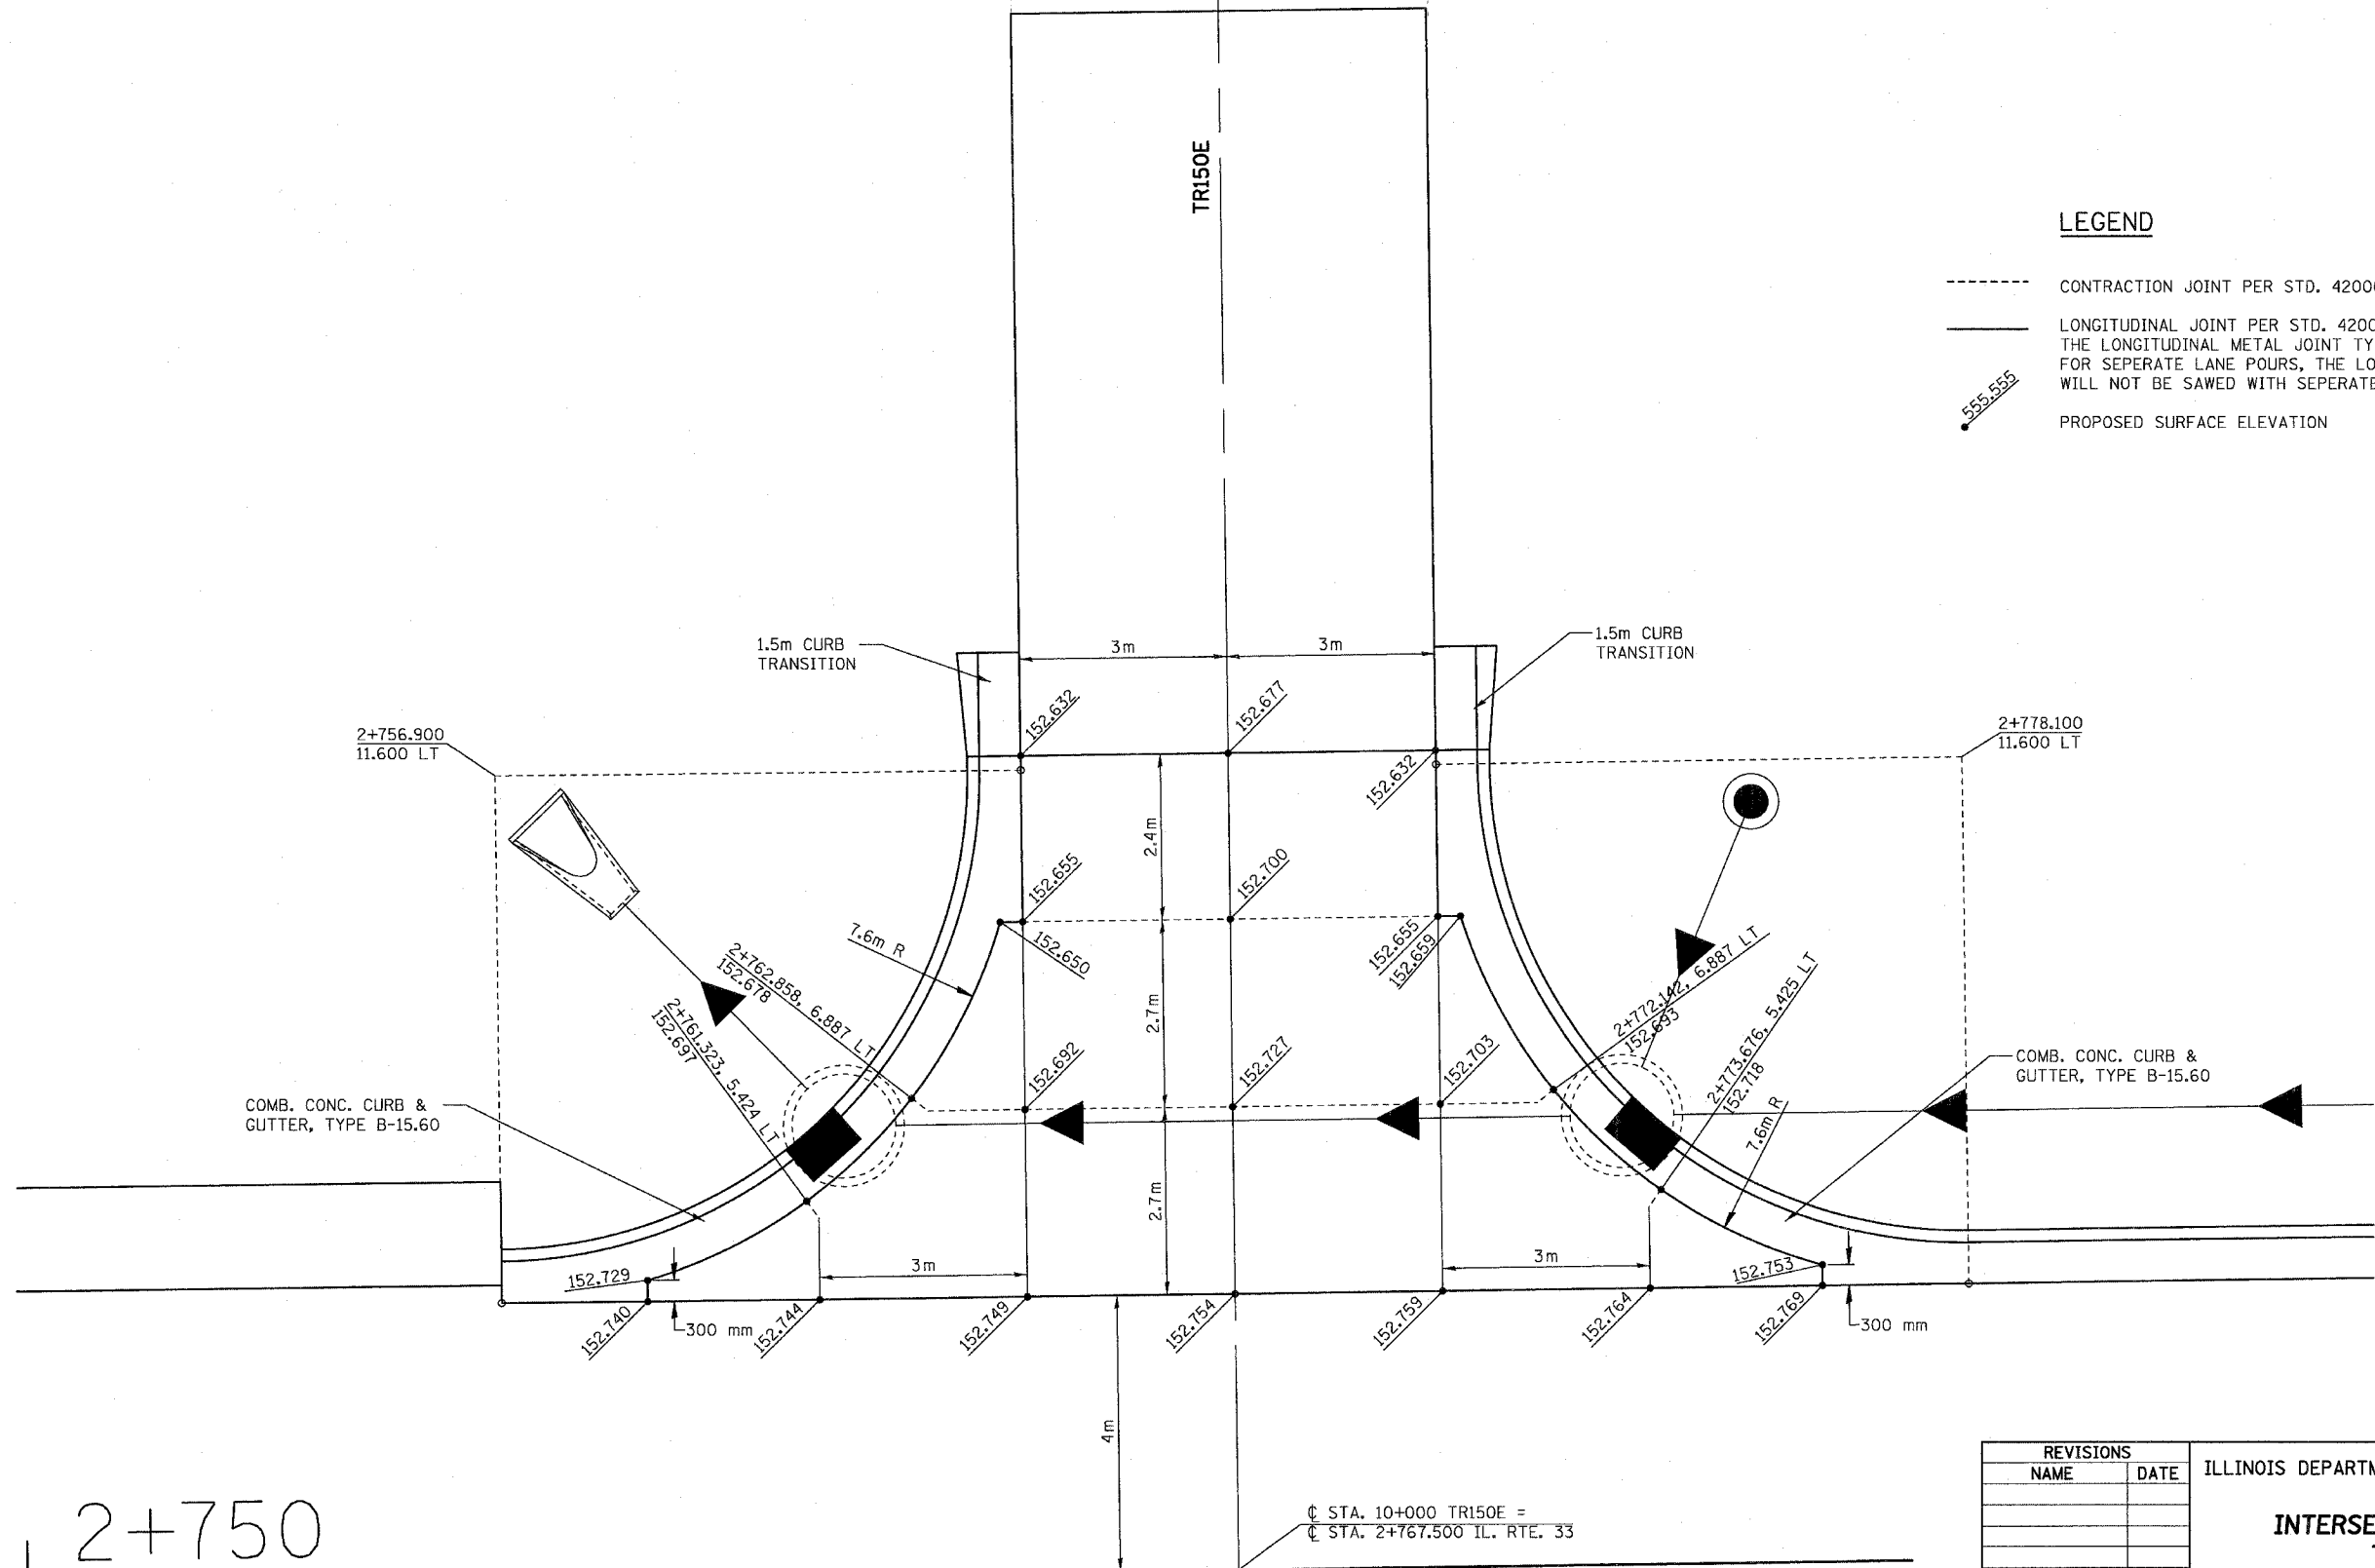 TR150E
LEGEND
CONTRACTION JOINT PER STD. 42000
LONGITUDINAL JOINT PER STD. 4200
THE LONGITUDINAL METAL JOINT TY
FOR SEPERATE LANE POURS, THE LO
WILL NOT BE SAWED WITH SEPERATE
555.555
PROPOSED SURFACE ELEVATION
1.5m CURB
TRANSITION
3m
3m
1.5m CURB
TRANSITION
152.632
152.677
152.632
2+756.900
11.600 LT
2+778.100
11.600 LT
2.4m
152.655
152.700
152.655
152.659
152.650
7.6m R
2+762.858, 6.887 LT
152.678
2+761.323, 5.424 LT
152.697
2+772.142, 6.887 LT
152.693
2+773.676, 5.425 LT
152.718
7.6m R
2.7m
152.692
152.727
152.703
COMB. CONC. CURB &
GUTTER, TYPE B-15.60
COMB. CONC. CURB &
GUTTER, TYPE B-15.60
2.7m
3m
3m
152.729
152.753
152.740
300 mm
152.744
152.749
152.754
152.759
152.764
152.769
300 mm
4m
℄ STA. 10+000 TR150E =
℄ STA. 2+767.500 IL. RTE. 33
2+750
REVISIONS
NAME DATE
ILLINOIS DEPARTM
INTERSE